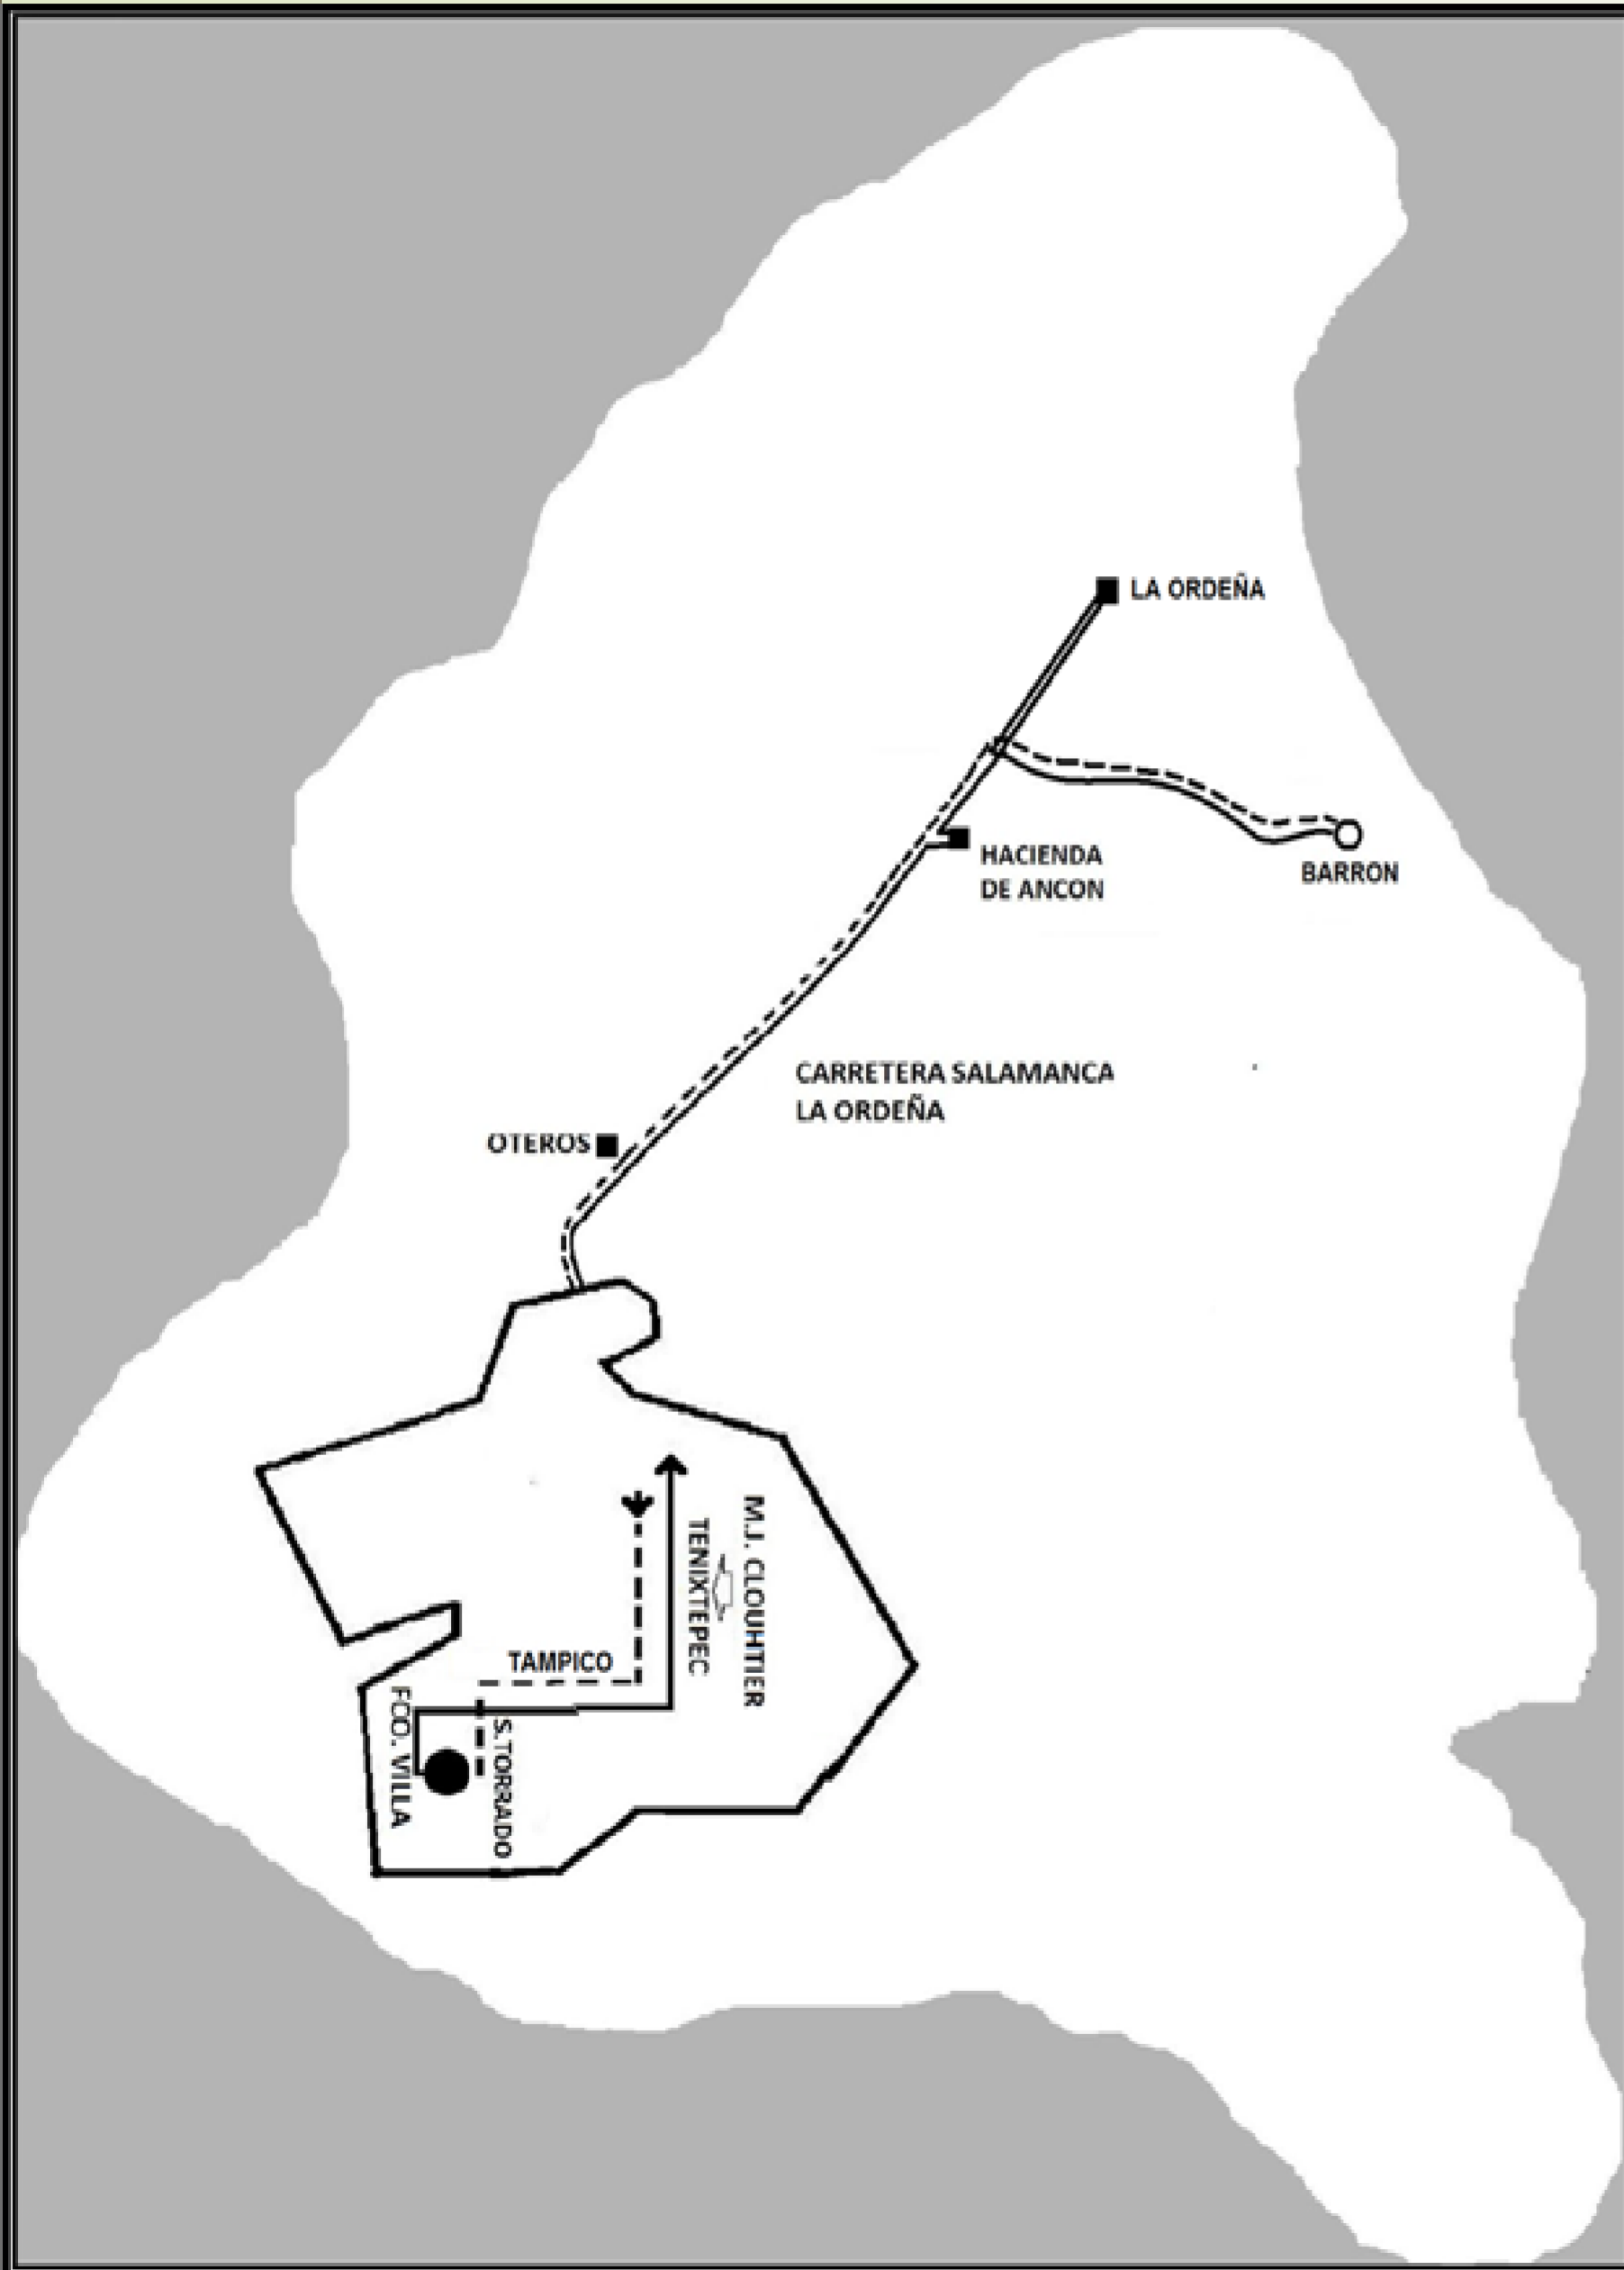 LA ORDEÑA
HACIENDA
DE ANCON
BARRON
CARRETERA SALAMANCA
LA ORDEÑA
OTEROS
M.J. CLOUHTIER
TENIXTEPEC
TAMPICO
FCO. VILLA
S.TORRADO